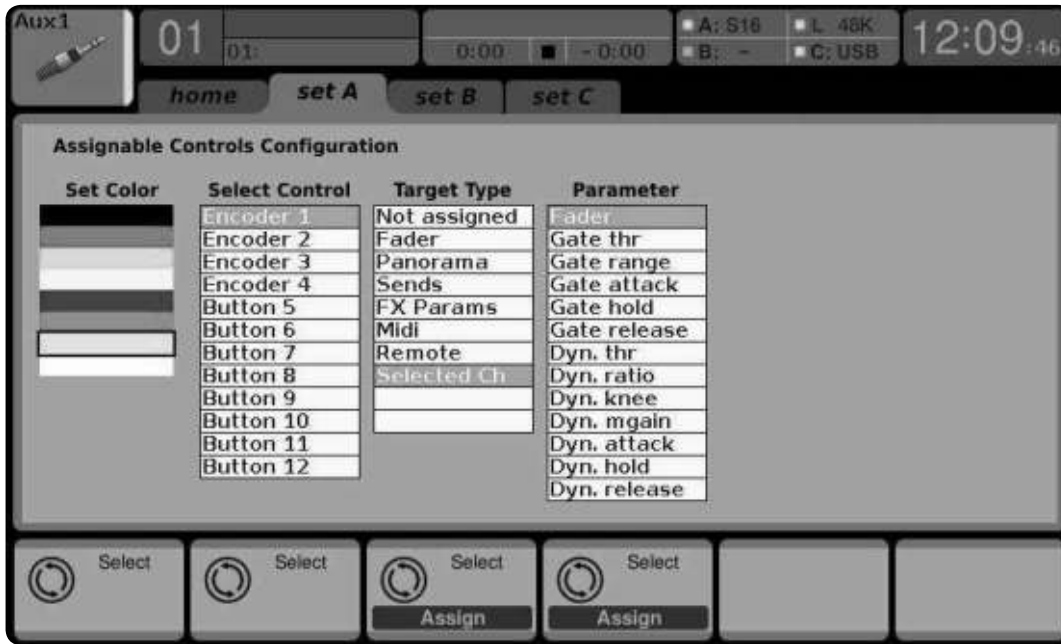 Aux1
01
01:
0:00
- 0:00
A: S16
B: -
L 48K
C: USB
12:09:46
home
set A
set B
set C
Assignable Controls Configuration
Set Color
Select Control
Target Type
Parameter
Encoder 1
Encoder 2
Encoder 3
Encoder 4
Button 5
Button 6
Button 7
Button 8
Button 9
Button 10
Button 11
Button 12
Not assigned
Fader
Panorama
Sends
FX Params
Midi
Remote
Selected Ch
Fader
Gate thr
Gate range
Gate attack
Gate hold
Gate release
Dyn. thr
Dyn. ratio
Dyn. knee
Dyn. mgain
Dyn. attack
Dyn. hold
Dyn. release
Select
Select
Select
Assign
Select
Assign